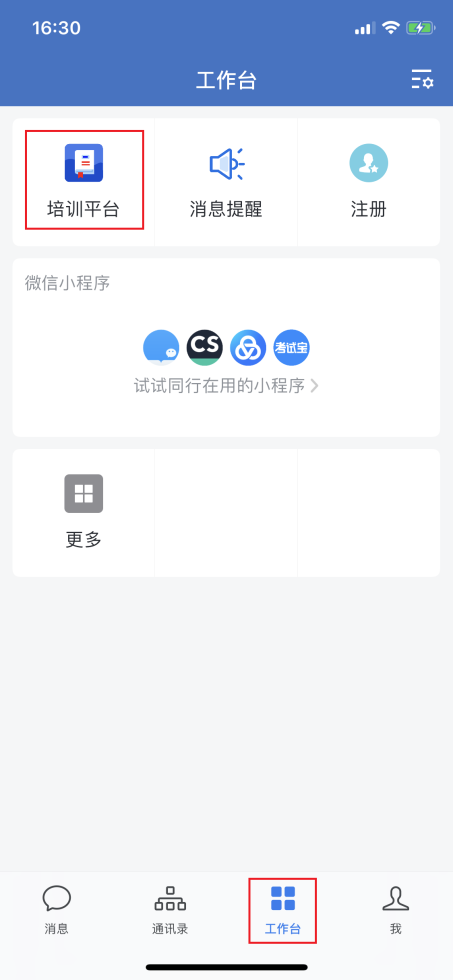 16:30
工作台
培训平台
消息提醒
注册
微信小程序
CS
考试宝
试试同行在用的小程序
更多
消息
通讯录
工作台
我